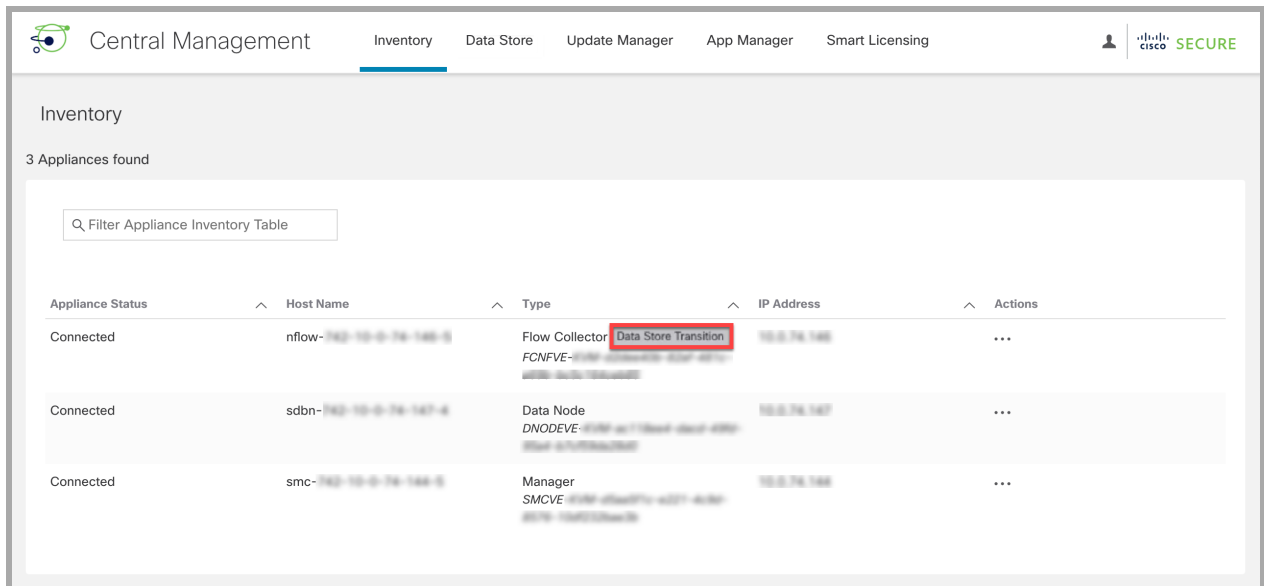 Central Management
Inventory
Data Store
Update Manager
App Manager
Smart Licensing
cisco SECURE
Inventory
3 Appliances found
Filter Appliance Inventory Table
Appliance Status Host Name Type IP Address Actions
Connected nflow- Flow Collector Data Store Transition
FCNFVE-
Connected sdbn- Data Node
DNODEVE-
Connected smc- Manager
SMCVE-